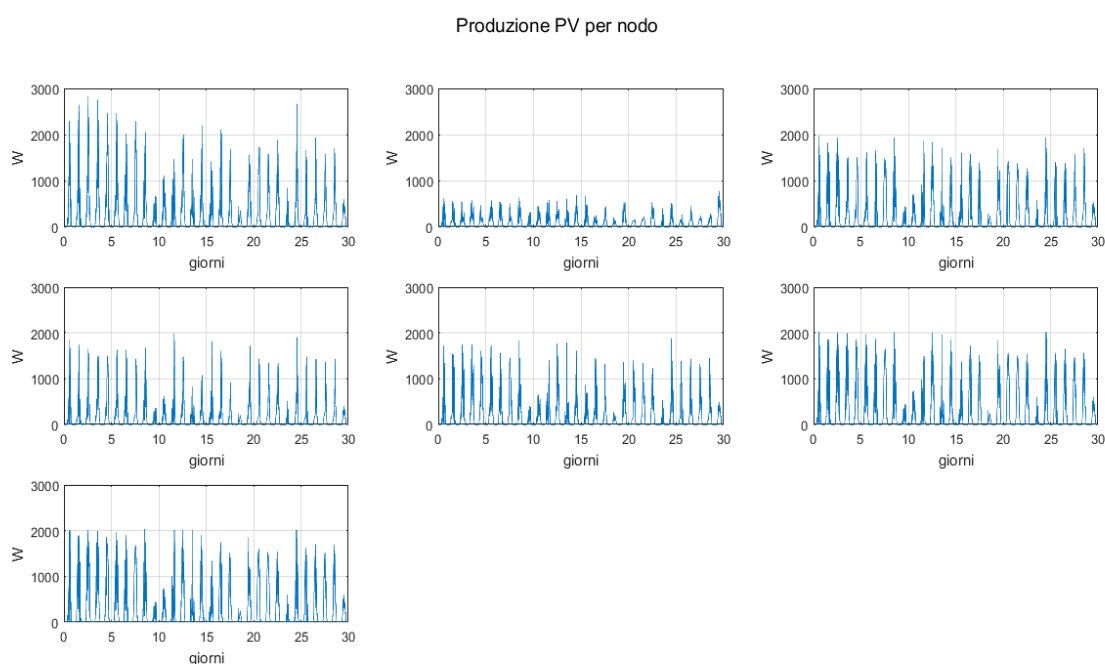 Produzione PV per nodo
3000 3000 3000
2000 2000 2000
W W W
1000 1000 1000
0 0 0
0 5 10 15 20 25 30 0 5 10 15 20 25 30 0 5 10 15 20 25 30
giorni giorni giorni
3000 3000 3000
2000 2000 2000
W W W
1000 1000 1000
0 0 0
0 5 10 15 20 25 30 0 5 10 15 20 25 30 0 5 10 15 20 25 30
giorni giorni giorni
3000
2000
W
1000
0
0 5 10 15 20 25 30
giorni